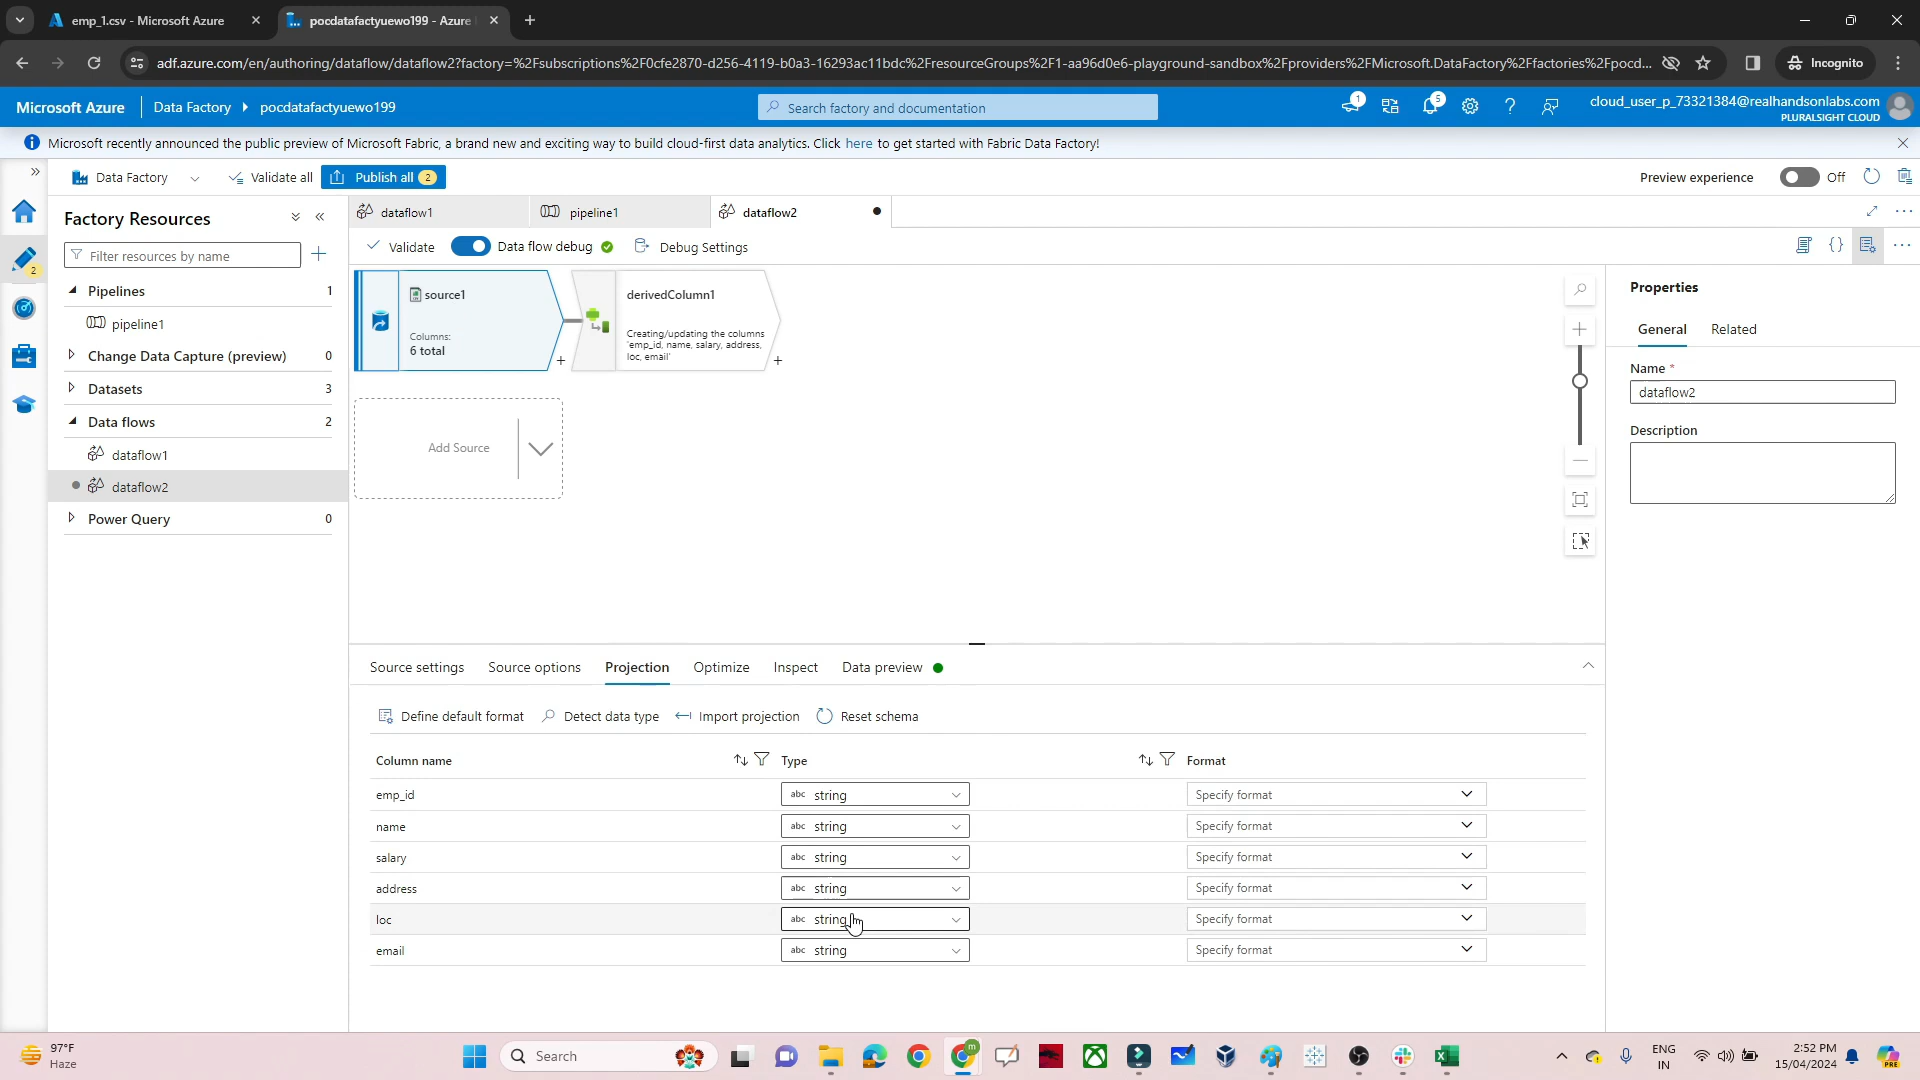 emp_1.csv - Microsoft Azure
pocdatafactyuewo199 - Azure
adf.azure.com/en/authoring/dataflow/dataflow2?factory=%2Fsubscriptions%2F0cfe2870-d256-4119-b0a3-16293ac11bdc%2FresourceGroups%2F1-aa96d0e6-playground-sandbox%2Fproviders%2FMicrosoft.DataFactory%2Ffactories%2Fpocd...
Incognito
Microsoft Azure
Data Factory
pocdatafactyuewo199
Search factory and documentation
1
5
cloud_user_p_73321384@realhandsonlabs.com
PLURALSIGHT CLOUD
Microsoft recently announced the public preview of Microsoft Fabric, a brand new and exciting way to build cloud-first data analytics. Click here to get started with Fabric Data Factory!
Data Factory
Validate all
Publish all 2
Preview experience
Off
Factory Resources
Filter resources by name
2
Pipelines 1
pipeline1
Change Data Capture (preview) 0
Datasets 3
Data flows 2
dataflow1
dataflow2
Power Query 0
dataflow1
pipeline1
dataflow2
Validate
Data flow debug
Debug Settings
source1
Columns:
6 total
derivedColumn1
Creating/updating the columns
'emp_id, name, salary, address,
loc, email'
Add Source
Properties
General
Related
Name *
dataflow2
Description
Source settings
Source options
Projection
Optimize
Inspect
Data preview
Define default format
Detect data type
Import projection
Reset schema
Column name
Type
Format
emp_id abc string Specify format
name abc string Specify format
salary abc string Specify format
address abc string Specify format
loc abc string Specify format
email abc string Specify format
97°F
Haze
Search
m
ENG
IN
2:52 PM
15/04/2024
PRE